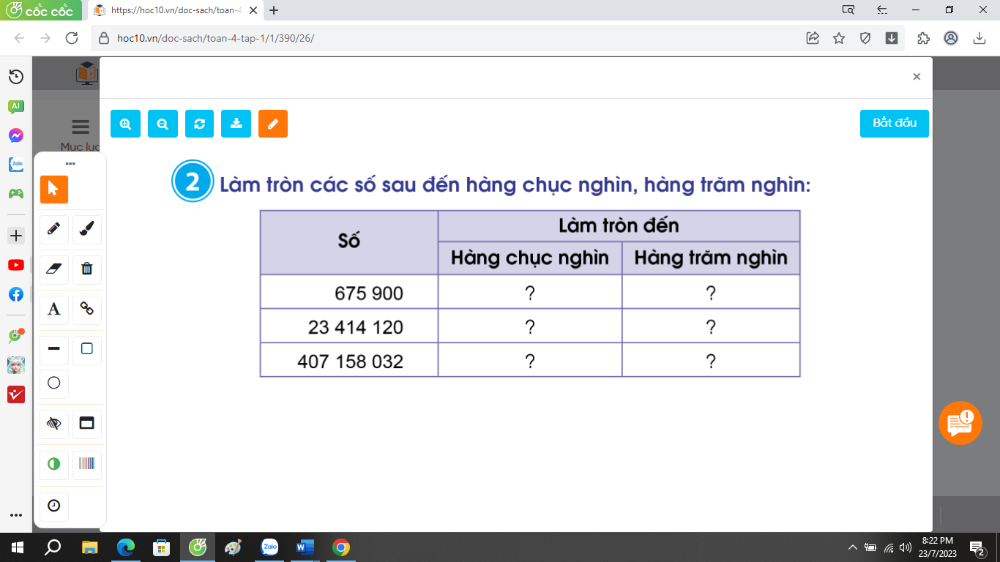 cốc cốc
https://hoc10.vn/doc-sach/toan-4
hoc10.vn/doc-sach/toan-4-tap-1/1/390/26/
AI
Zalo
Mục lục
Bắt đầu
A
2 Làm tròn các số sau đến hàng chục nghìn, hàng trăm nghìn:
Số
Làm tròn đến
Hàng chục nghìn
Hàng trăm nghìn
675 900 ? ?
23 414 120 ? ?
407 158 032 ? ?
Zalo
W
8:22 PM
23/7/2023
2